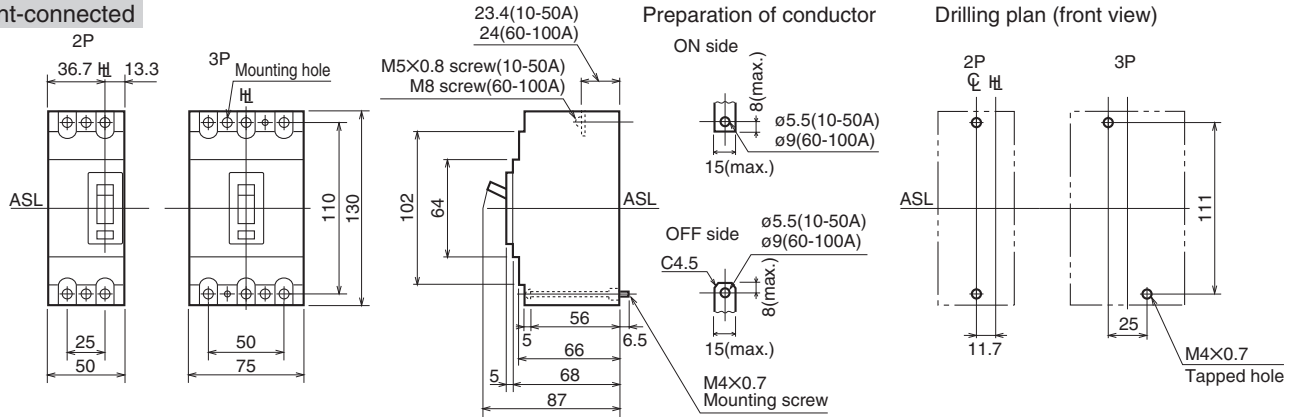 nt-connected
2P
36.7 HL 13.3
3P
Mounting hole
HL
ASL
110
130
25
50
50
75
23.4(10-50A)
24(60-100A)
M5×0.8 screw(10-50A)
M8 screw(60-100A)
102
64
ASL
5
56
6.5
66
5
68
87
M4×0.7
Mounting screw
Preparation of conductor
ON side
8(max.)
ø5.5(10-50A)
ø9(60-100A)
15(max.)
OFF side
ø5.5(10-50A)
ø9(60-100A)
C4.5
8(max.)
15(max.)
Drilling plan (front view)
2P
CL HL
3P
ASL
111
25
11.7
M4×0.7
Tapped hole